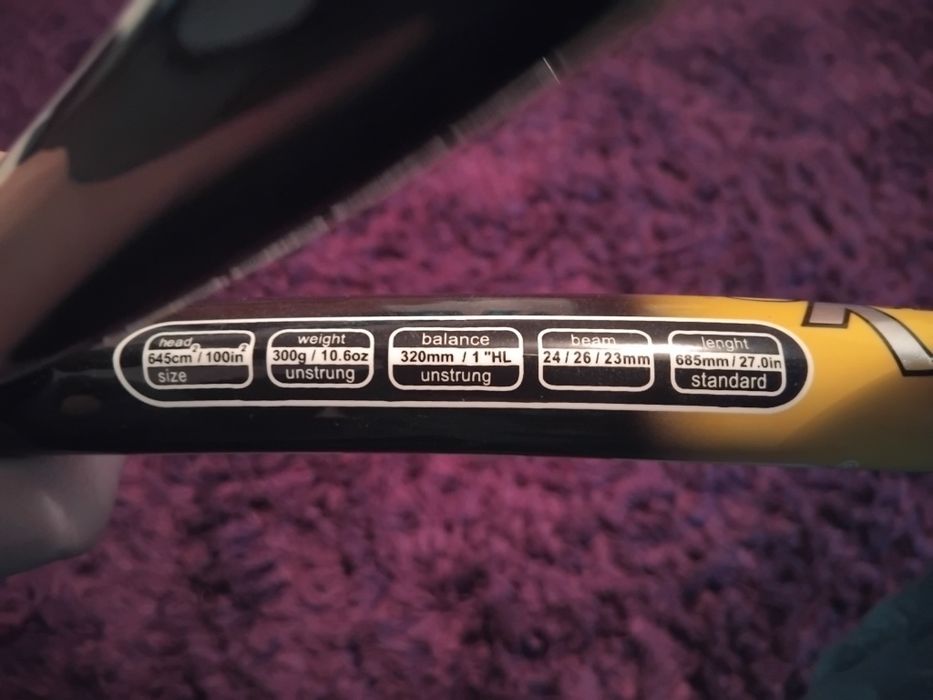 head
645cm²/100in²
size
weight
300g / 10.6oz
unstrung
balance
320mm / 1 "HL
unstrung
beam
24 / 26 / 23mm
lenght
685mm / 27.0in
standard